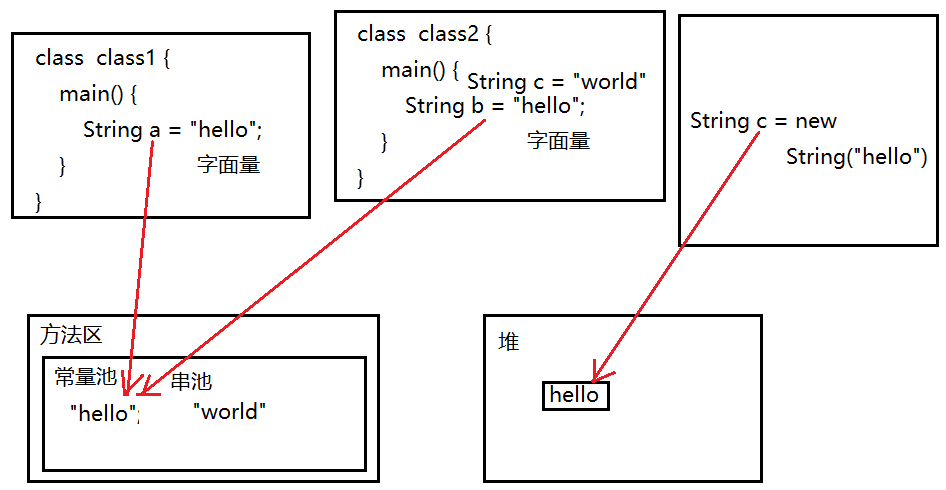 class class1 {
main() {
String a = "hello";
}
字面量
}
class class2 {
main() {
String c = "world"
String b = "hello";
}
字面量
}
String c = new
String("hello")
方法区
常量池
串池
"hello";
"world"
堆
hello